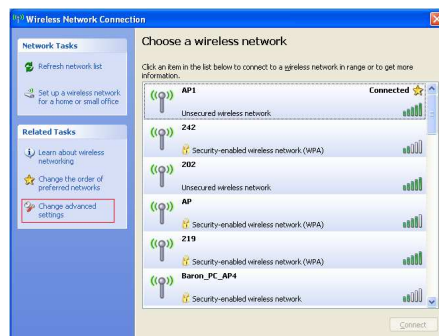 Wireless Network Connection
Network Tasks
Refresh network list
Set up a wireless network
for a home or small office
Related Tasks
Learn about wireless
networking
Change the order of
preferred networks
Change advanced
settings
Choose a wireless network
Click an item in the list below to connect to a wireless network in range or to get more
information.
AP1 Connected
Unsecured wireless network
242
Security-enabled wireless network (WPA)
202
Unsecured wireless network
AP
Security-enabled wireless network (WPA)
219
Security-enabled wireless network (WPA)
Baron_PC_AP4
Security-enabled wireless network
Connect